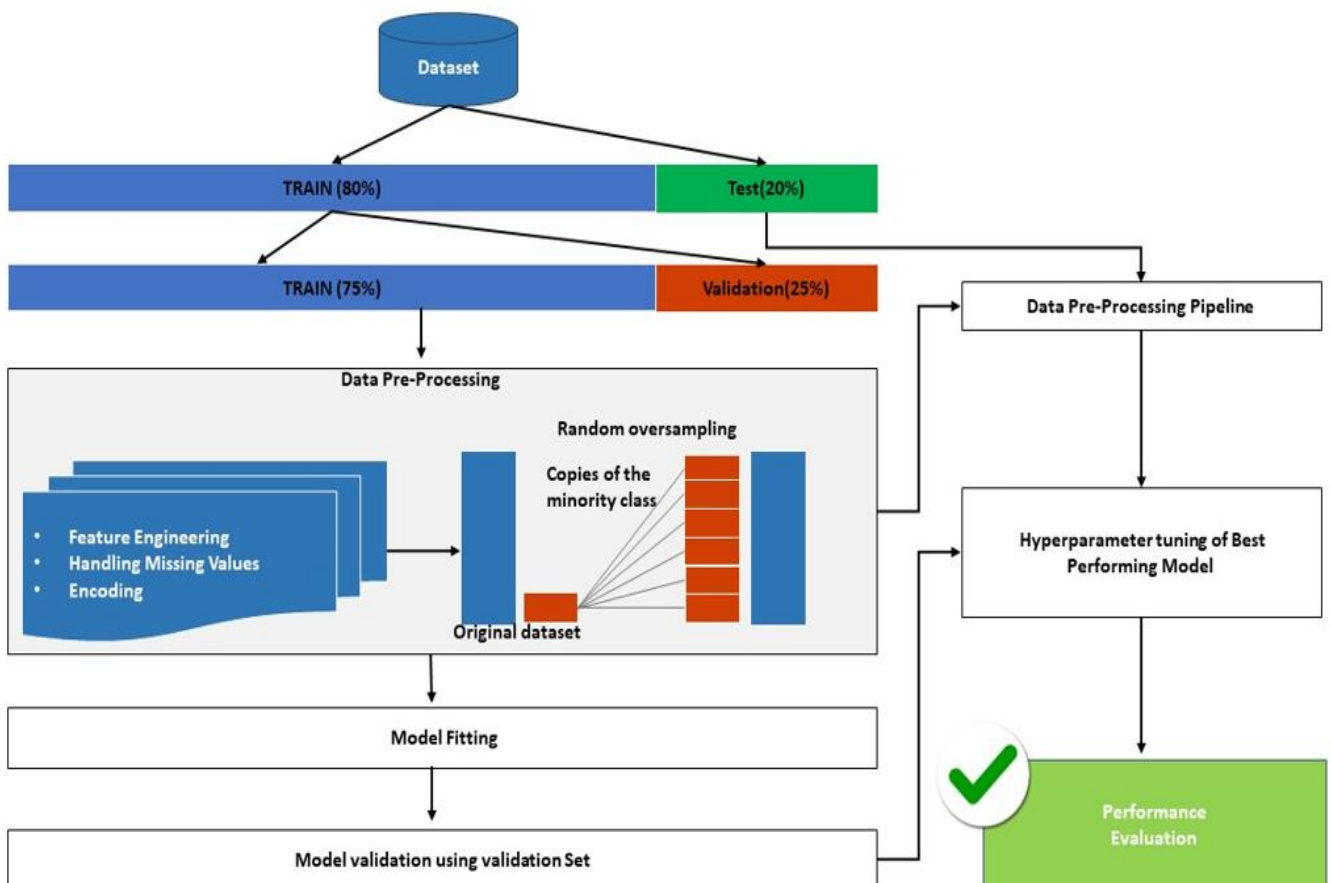 Dataset
TRAIN (80%)
Test(20%)
TRAIN (75%)
Validation(25%)
Data Pre-Processing Pipeline
Data Pre-Processing
Random oversampling
Copies of the
minority class
• Feature Engineering
• Handling Missing Values
• Encoding
Original dataset
Hyperparameter tuning of Best
Performing Model
Model Fitting
Model validation using validation Set
Performance
Evaluation